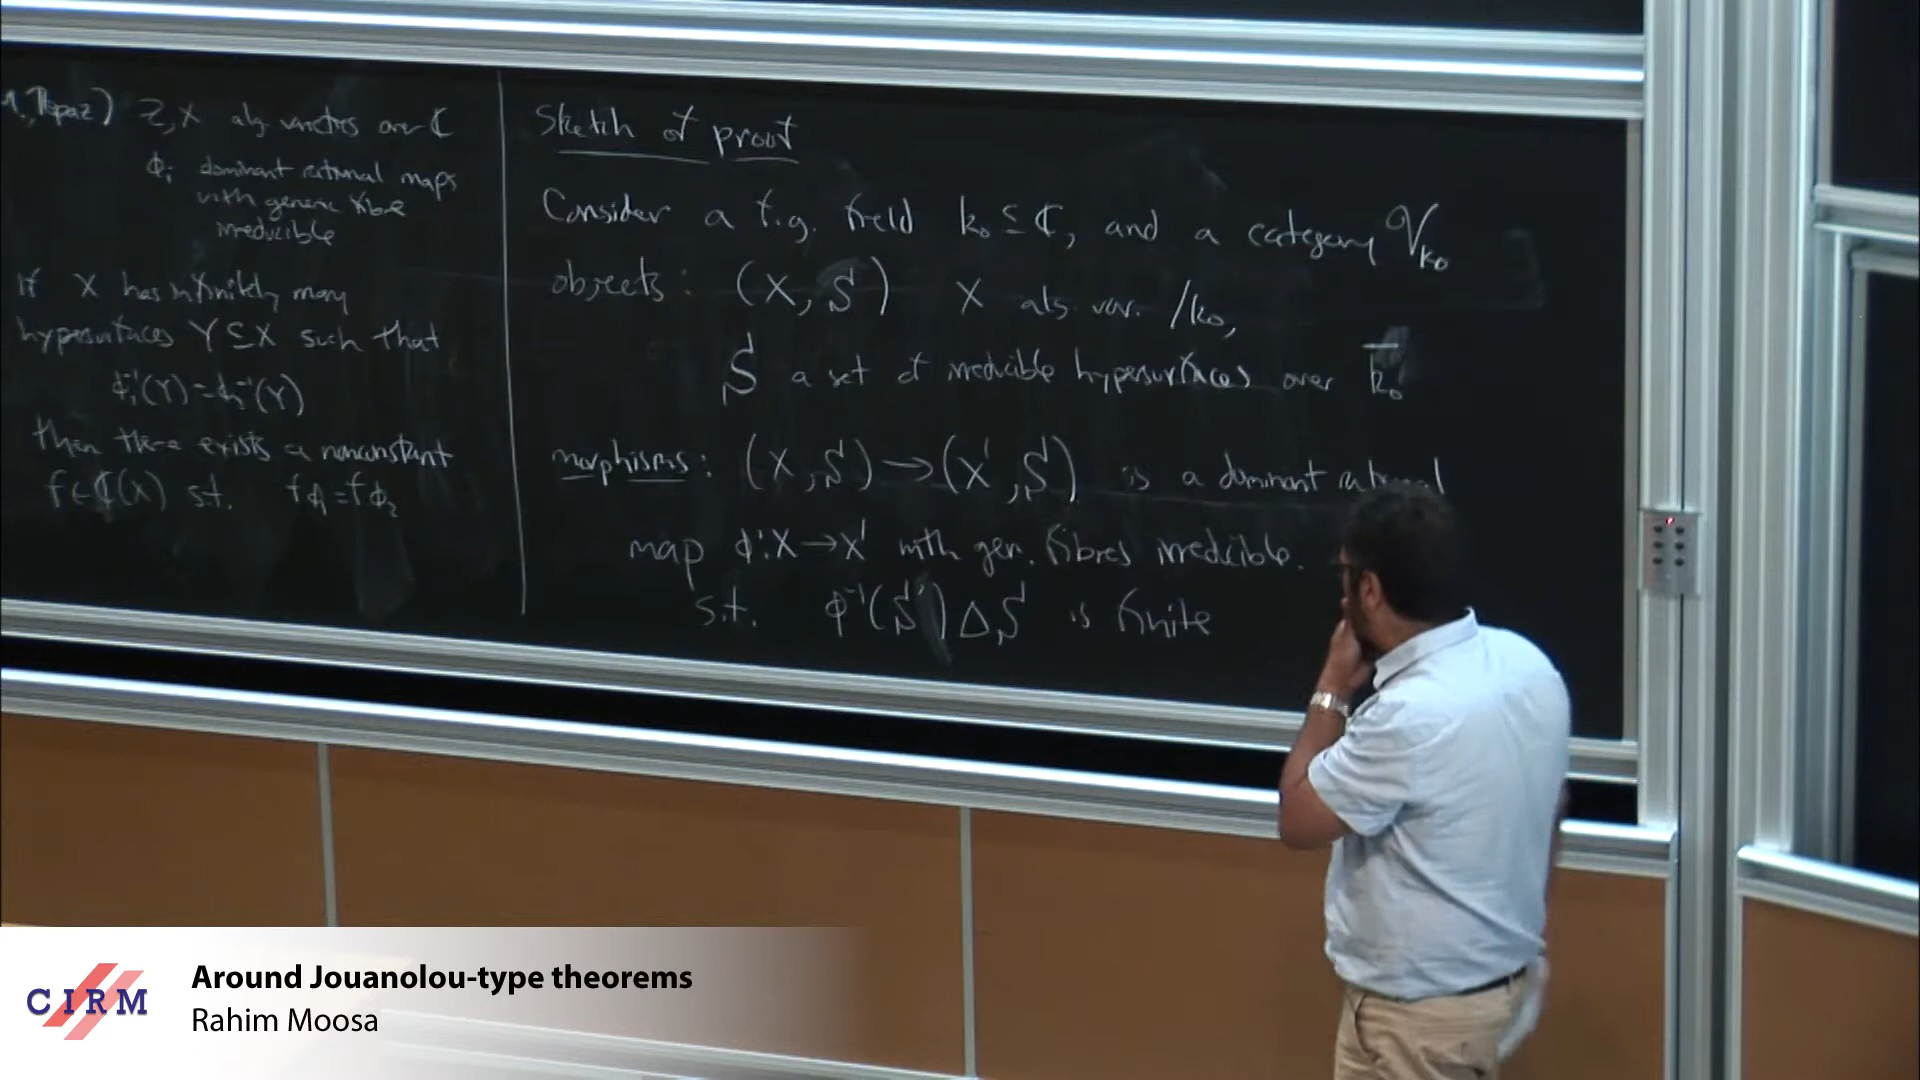 Topaz) Z, X alg varieties over ℂ
ϕᵢ dominant rational maps
with generic fibre
irreducible
If X has infinitely many
hypersurfaces Y ⊆ X such that
ϕ₁⁻¹(Y) = ϕ₂⁻¹(Y)
then there exists a nonconstant
f ∈ ℂ(X) s.t. fϕ₁ = fϕ₂
Sketch of proof
Consider a f.g. field k₀ ≤ ℂ, and a category 𝒱ₖ₀
objects: (X, S) X alg. var. /k₀,
S a set of irreducible hypersurfaces over k̄₀
morphisms: (X, S) → (X', S') is a dominant rational
map ϕ: X → X' with gen. fibres irreducible.
s.t. ϕ⁻¹(S') Δ S is finite
CIRM
Around Jouanolou-type theorems
Rahim Moosa